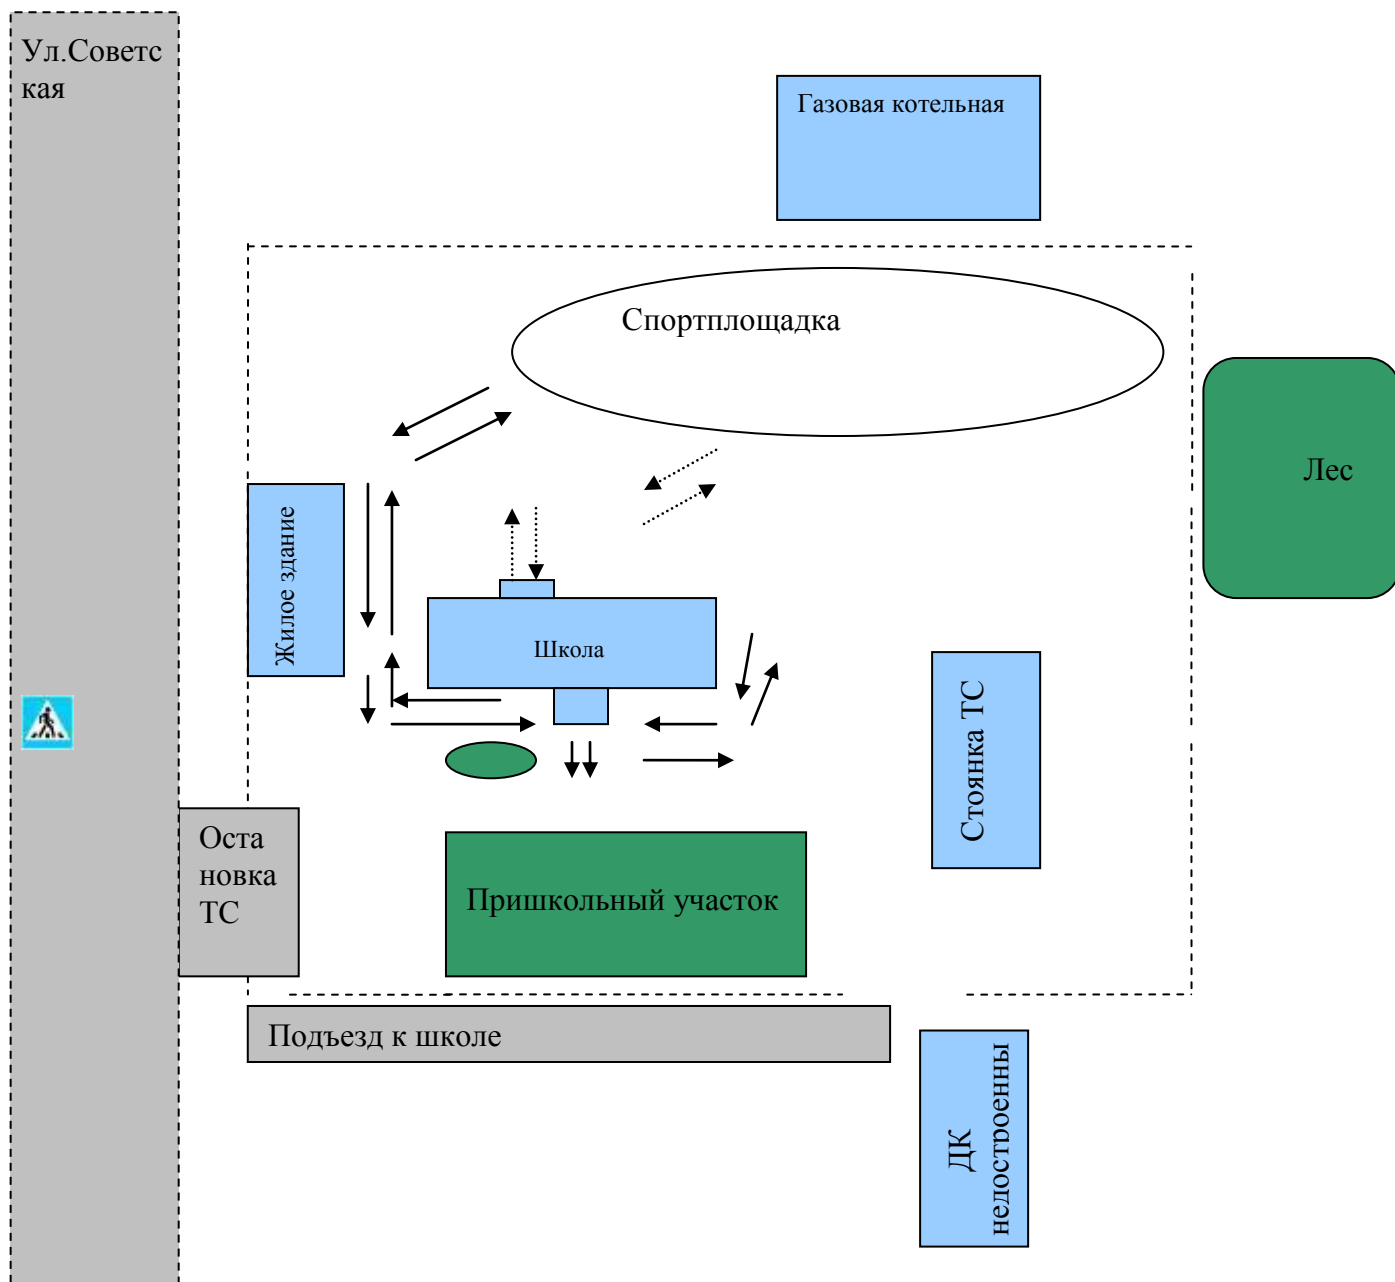 Ул.Советс
кая
Газовая котельная
Спортплощадка
Лес
Жилое здание
Школа
Стоянка ТС
Оста
новка
ТС
Пришкольный участок
Подъезд к школе
ДК
недостроенны